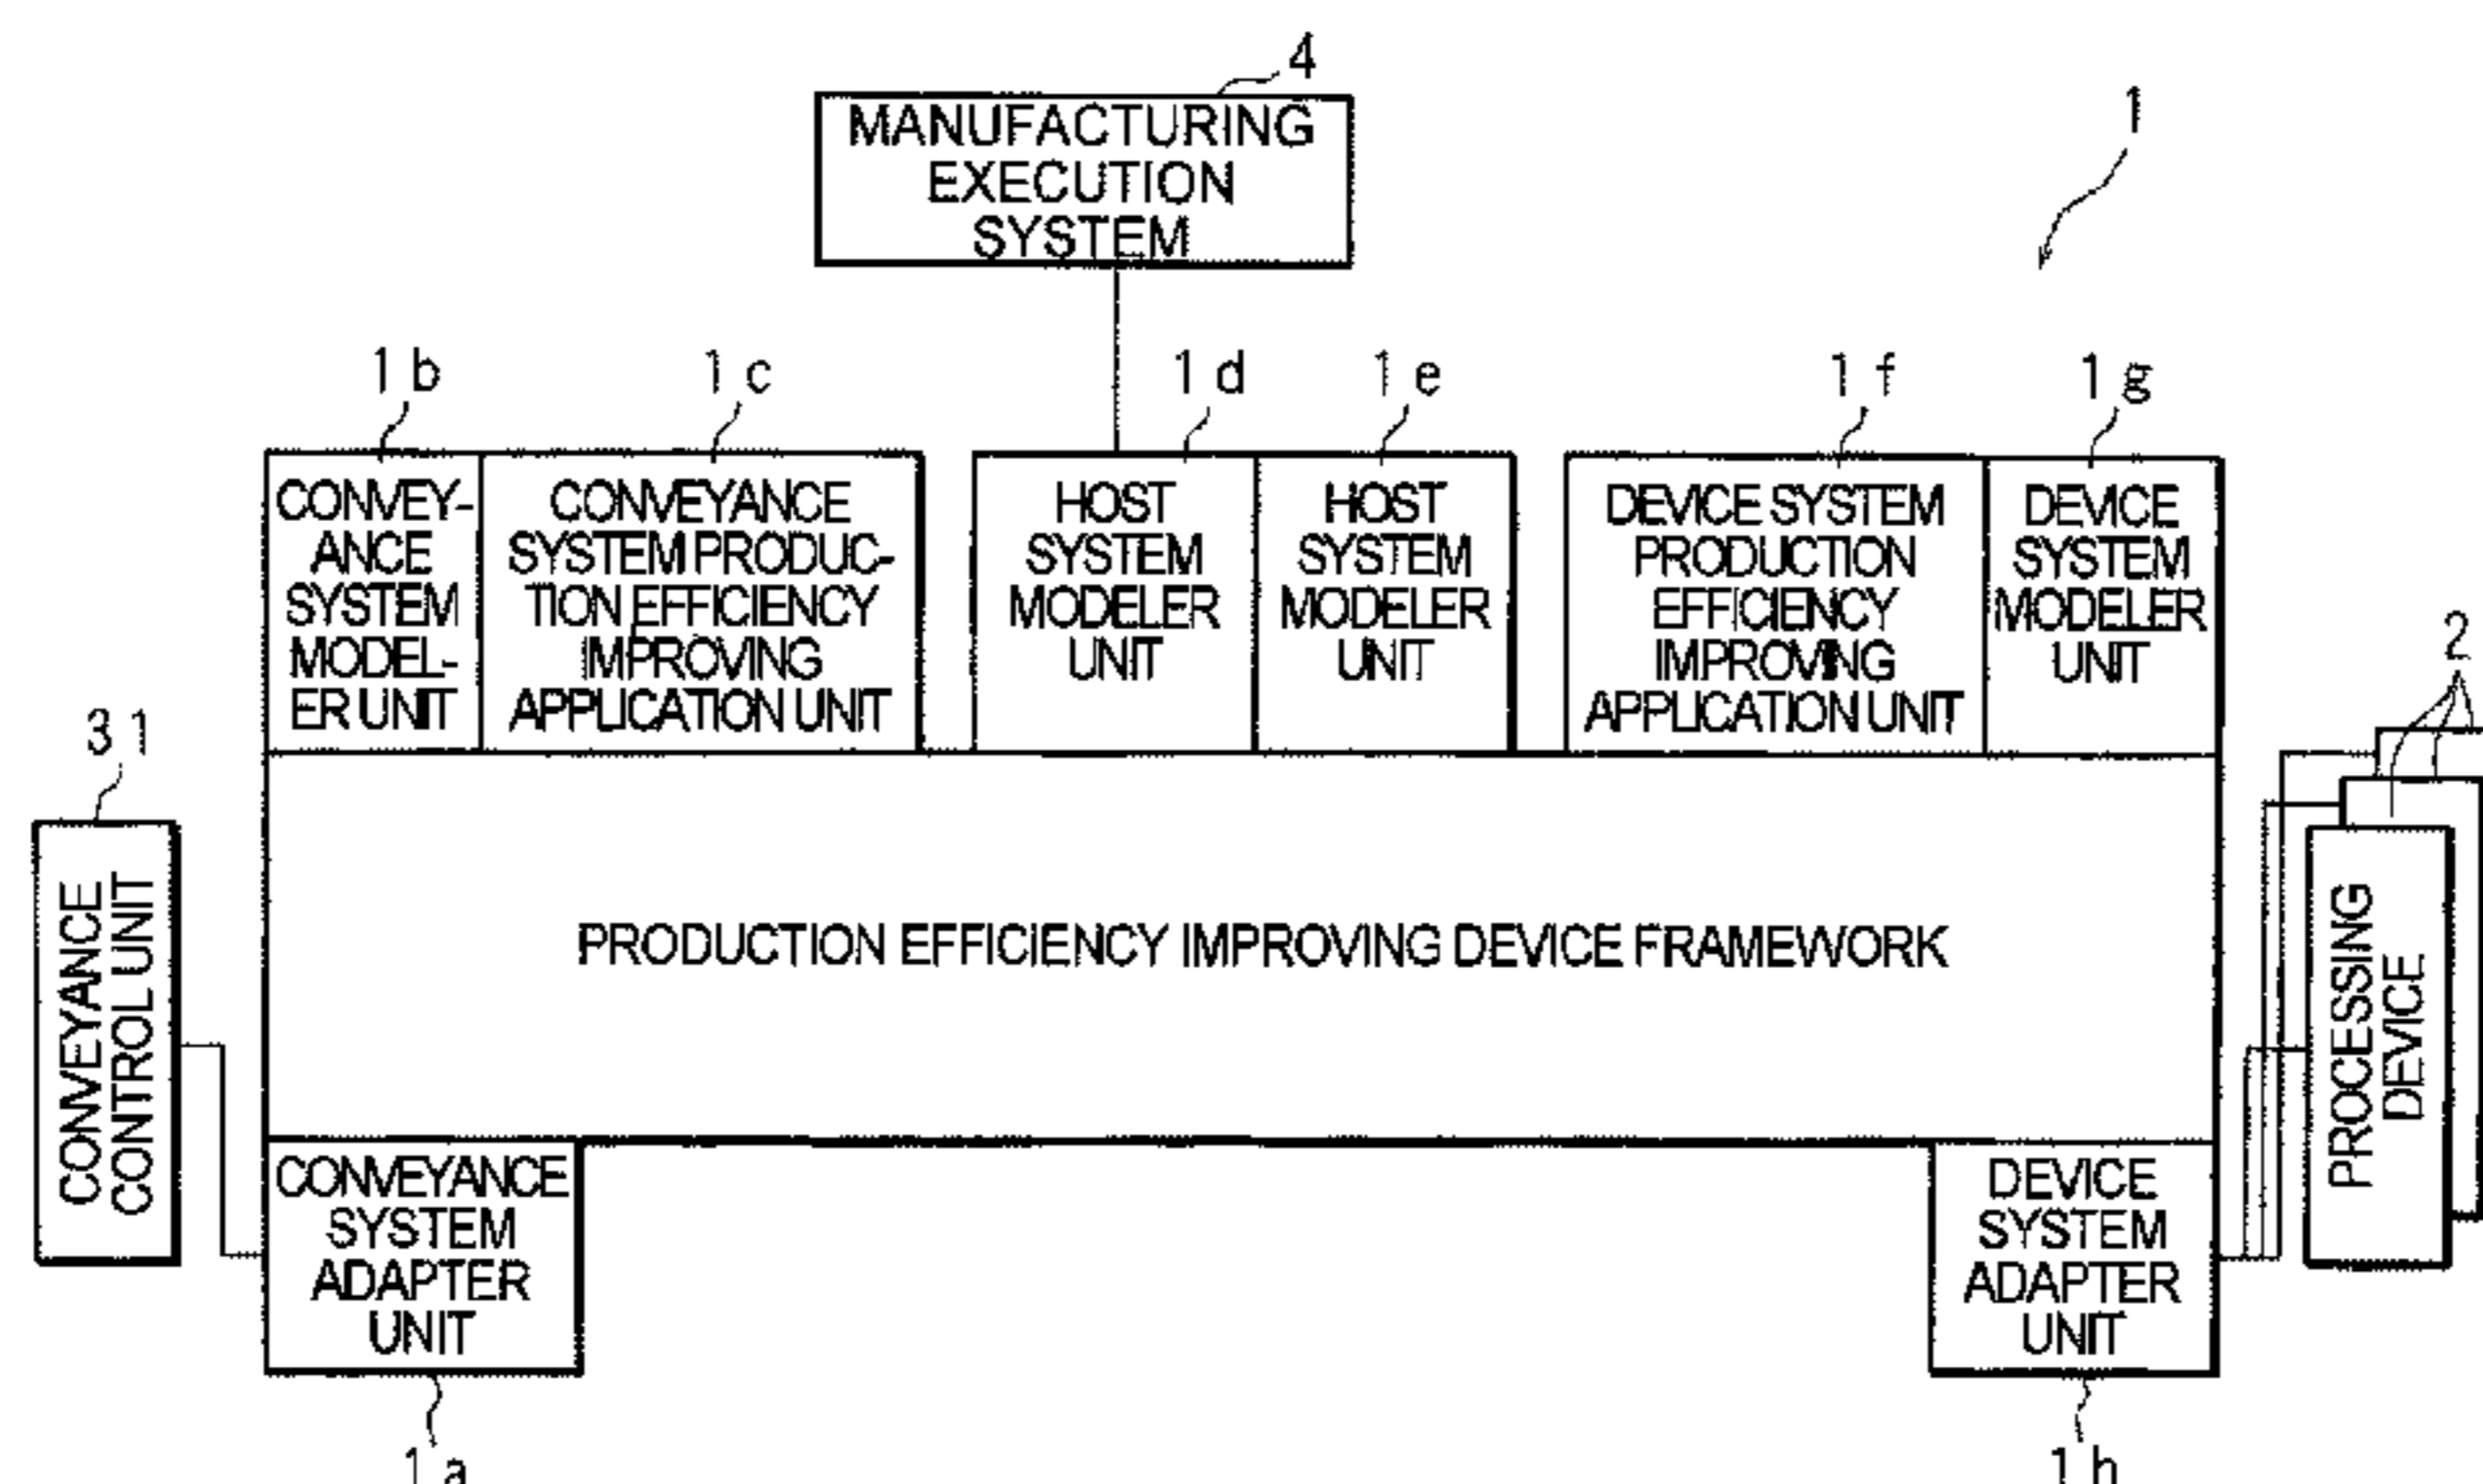 4
MANUFACTURING
EXECUTION
SYSTEM
1
1b
1c
1d
1e
1f
1g
CONVEY-
ANCE
SYSTEM
MODEL-
ER UNIT
CONVEYANCE
SYSTEM PRODUC-
TION EFFICIENCY
IMPROVING
APPLICATION UNIT
HOST
SYSTEM
MODELER
UNIT
HOST
SYSTEM
MODELER
UNIT
DEVICE SYSTEM
PRODUCTION
EFFICIENCY
IMPROVING
APPLICATION UNIT
DEVICE
SYSTEM
MODELER
UNIT
2
31
CONVEYANCE
CONTROL UNIT
PRODUCTION EFFICIENCY IMPROVING DEVICE FRAMEWORK
PROCESSING
DEVICE
CONVEYANCE
SYSTEM
ADAPTER
UNIT
DEVICE
SYSTEM
ADAPTER
UNIT
1a
1h